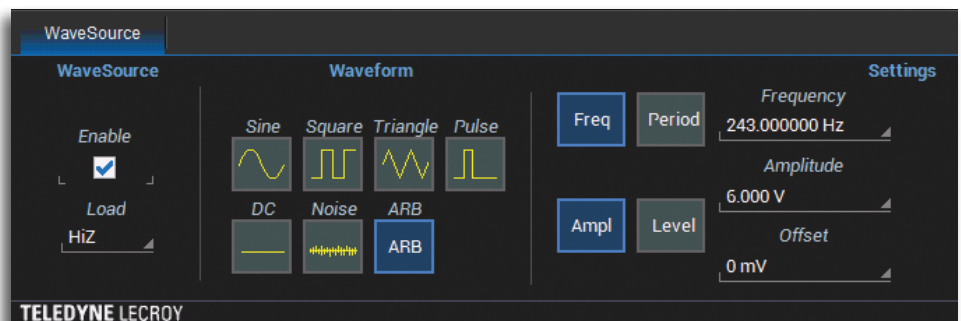 WaveSource
WaveSource
Waveform
Settings
Enable
Load
HiZ
Sine Square Triangle Pulse
DC Noise ARB
ARB
Freq Period
Frequency
243.000000 Hz
Amplitude
6.000 V
Ampl Level
Offset
0 mV
TELEDYNE LECROY